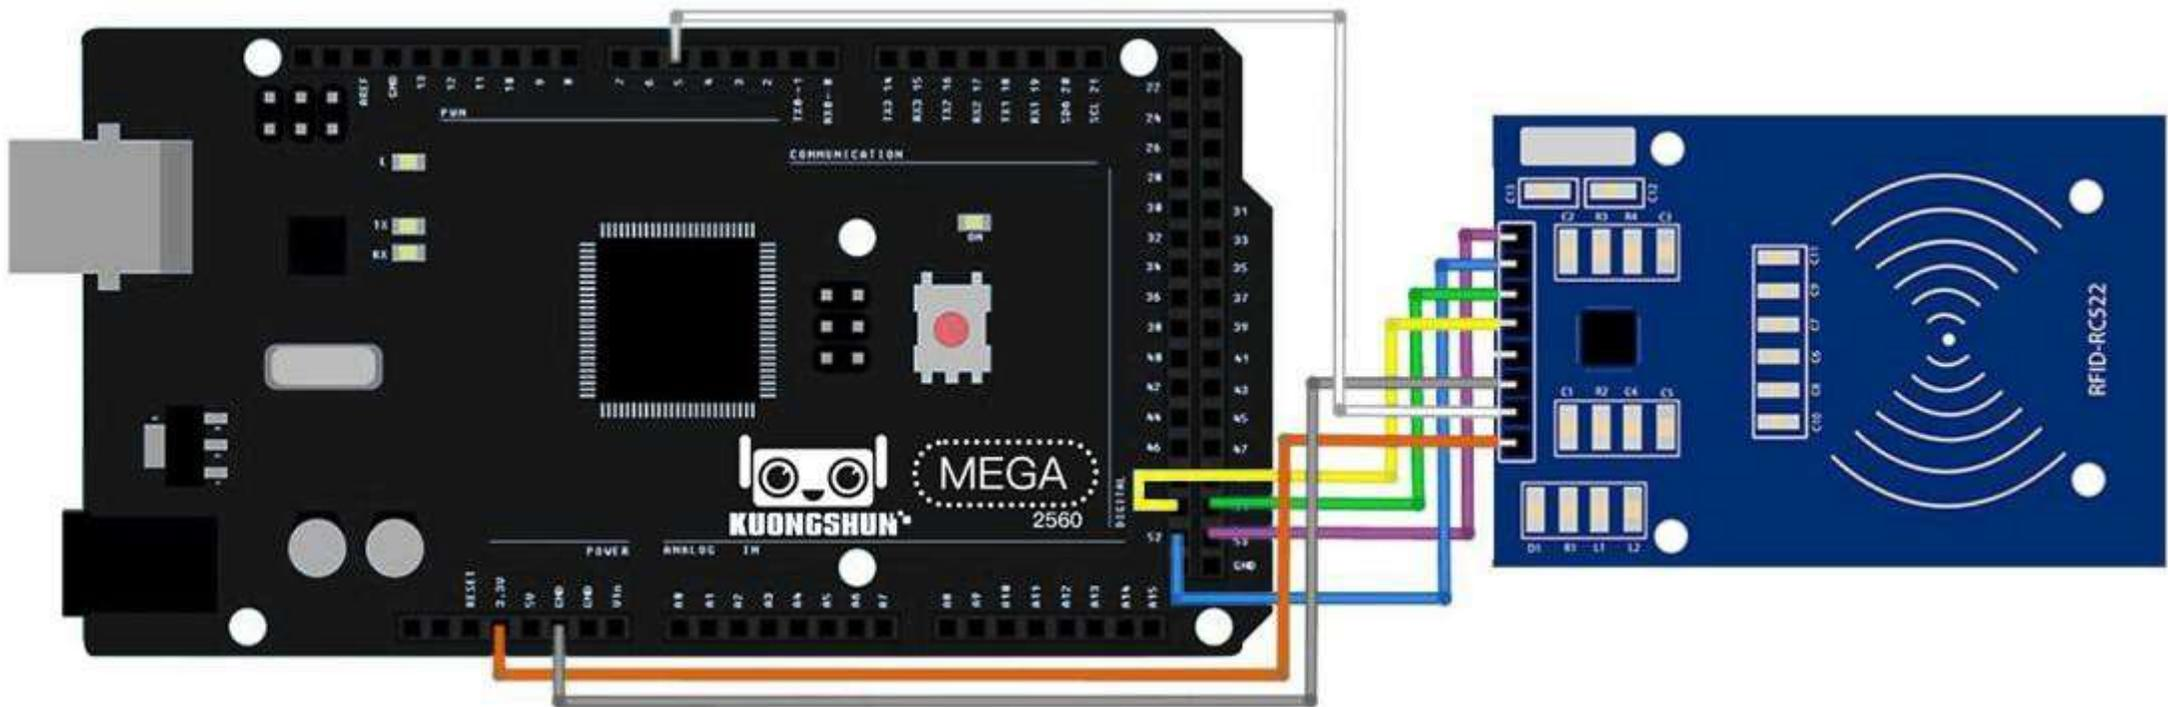 AREF GND 13 12 11 10 9 8
7 6 5 4 3 2 TX0→1 RX0←0
TX3 14 RX3 15 TX2 16 RX2 17 TX1 18 RX1 19 SDA 20 SCL 21
PWM
COMMUNICATION
L
TX
RX
ON
22
24
26
28
30 31
32 33
34 35
36 37
38 39
40 41
42 43
44 45
46 47
52 53
GND
DIGITAL
MEGA
2560
KUONGSHUN
POWER
ANALOG IN
RESET 3.3V 5V GND GND Vin
A0 A1 A2 A3 A4 A5 A6 A7
A8 A9 A10 A11 A12 A13 A14 A15
C13 C12
C2 R3 R4 C3
C1 R2 C4 C5
D1 R1 L1 L2
C11
C9
C7
C6
C8
C10
RFID-RC522